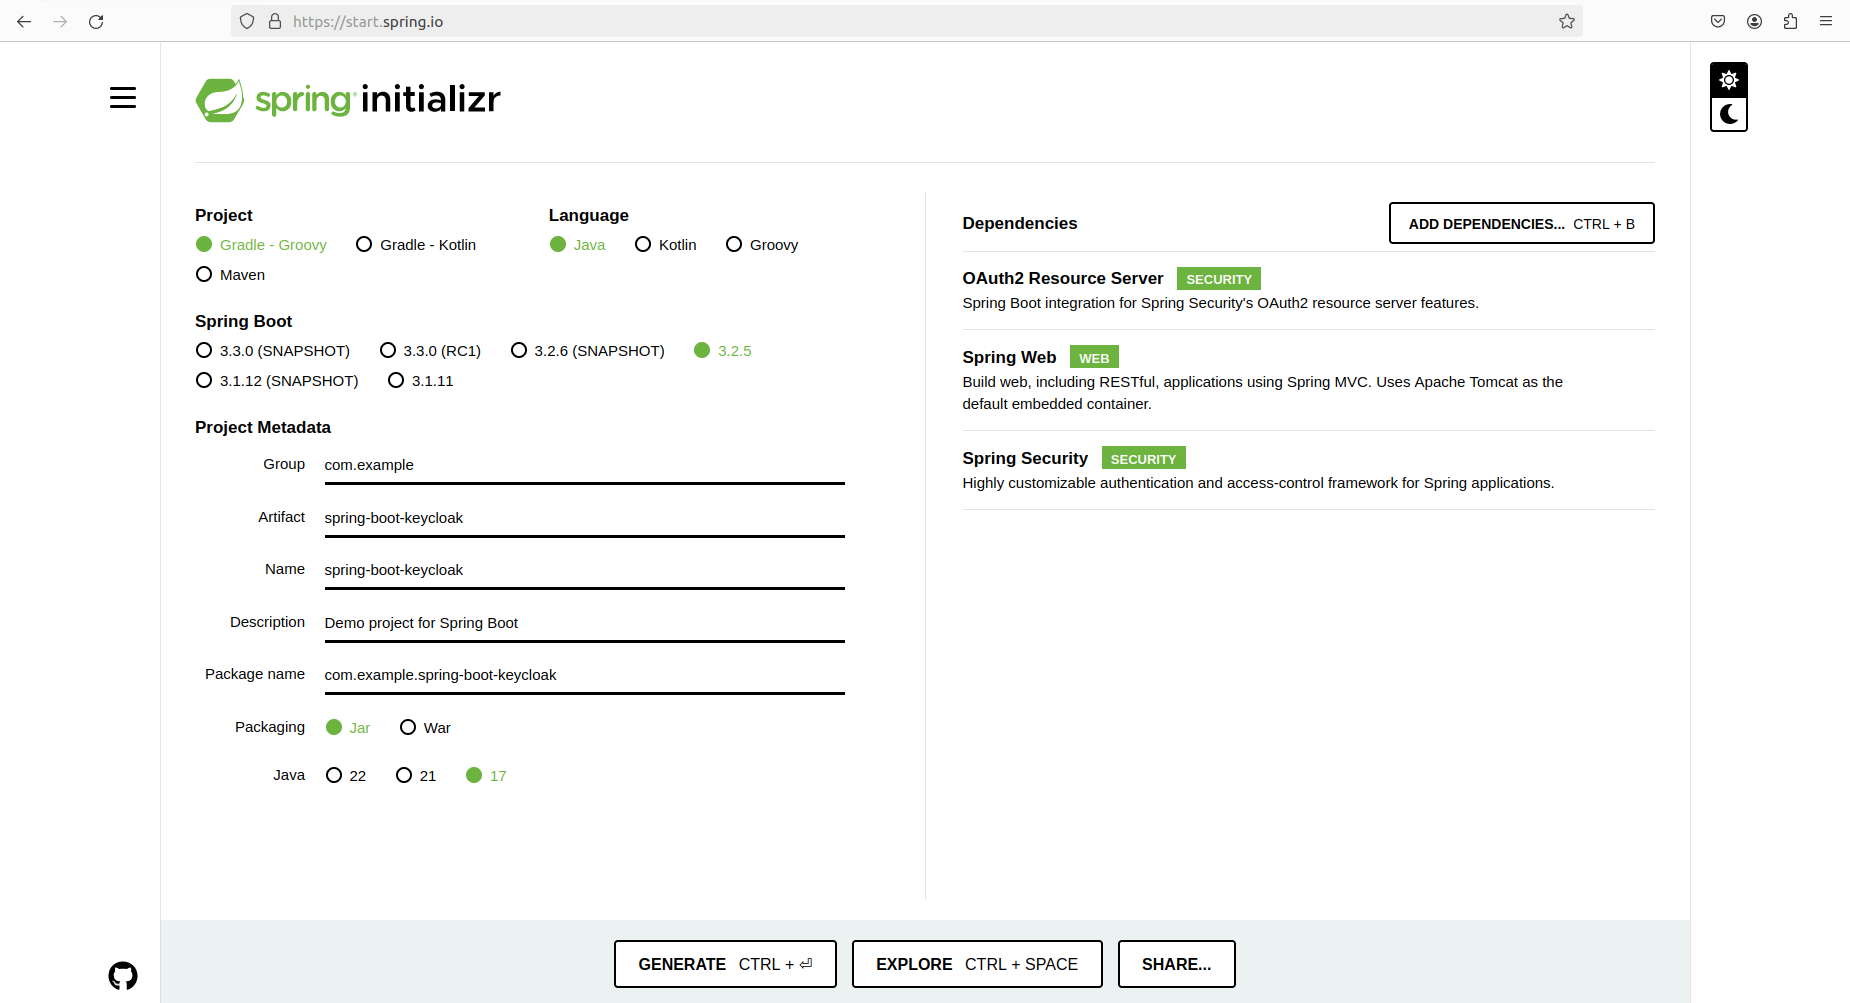 https://start.spring.io
spring initializr
Project
Gradle - Groovy Gradle - Kotlin
Maven
Language
Java Kotlin Groovy
Spring Boot
3.3.0 (SNAPSHOT) 3.3.0 (RC1) 3.2.6 (SNAPSHOT) 3.2.5
3.1.12 (SNAPSHOT) 3.1.11
Project Metadata
Group com.example
Artifact spring-boot-keycloak
Name spring-boot-keycloak
Description Demo project for Spring Boot
Package name com.example.spring-boot-keycloak
Packaging Jar War
Java 22 21 17
Dependencies ADD DEPENDENCIES... CTRL + B
OAuth2 Resource Server SECURITY
Spring Boot integration for Spring Security's OAuth2 resource server features.
Spring Web WEB
Build web, including RESTful, applications using Spring MVC. Uses Apache Tomcat as the
default embedded container.
Spring Security SECURITY
Highly customizable authentication and access-control framework for Spring applications.
GENERATE CTRL + ⏎ EXPLORE CTRL + SPACE SHARE...